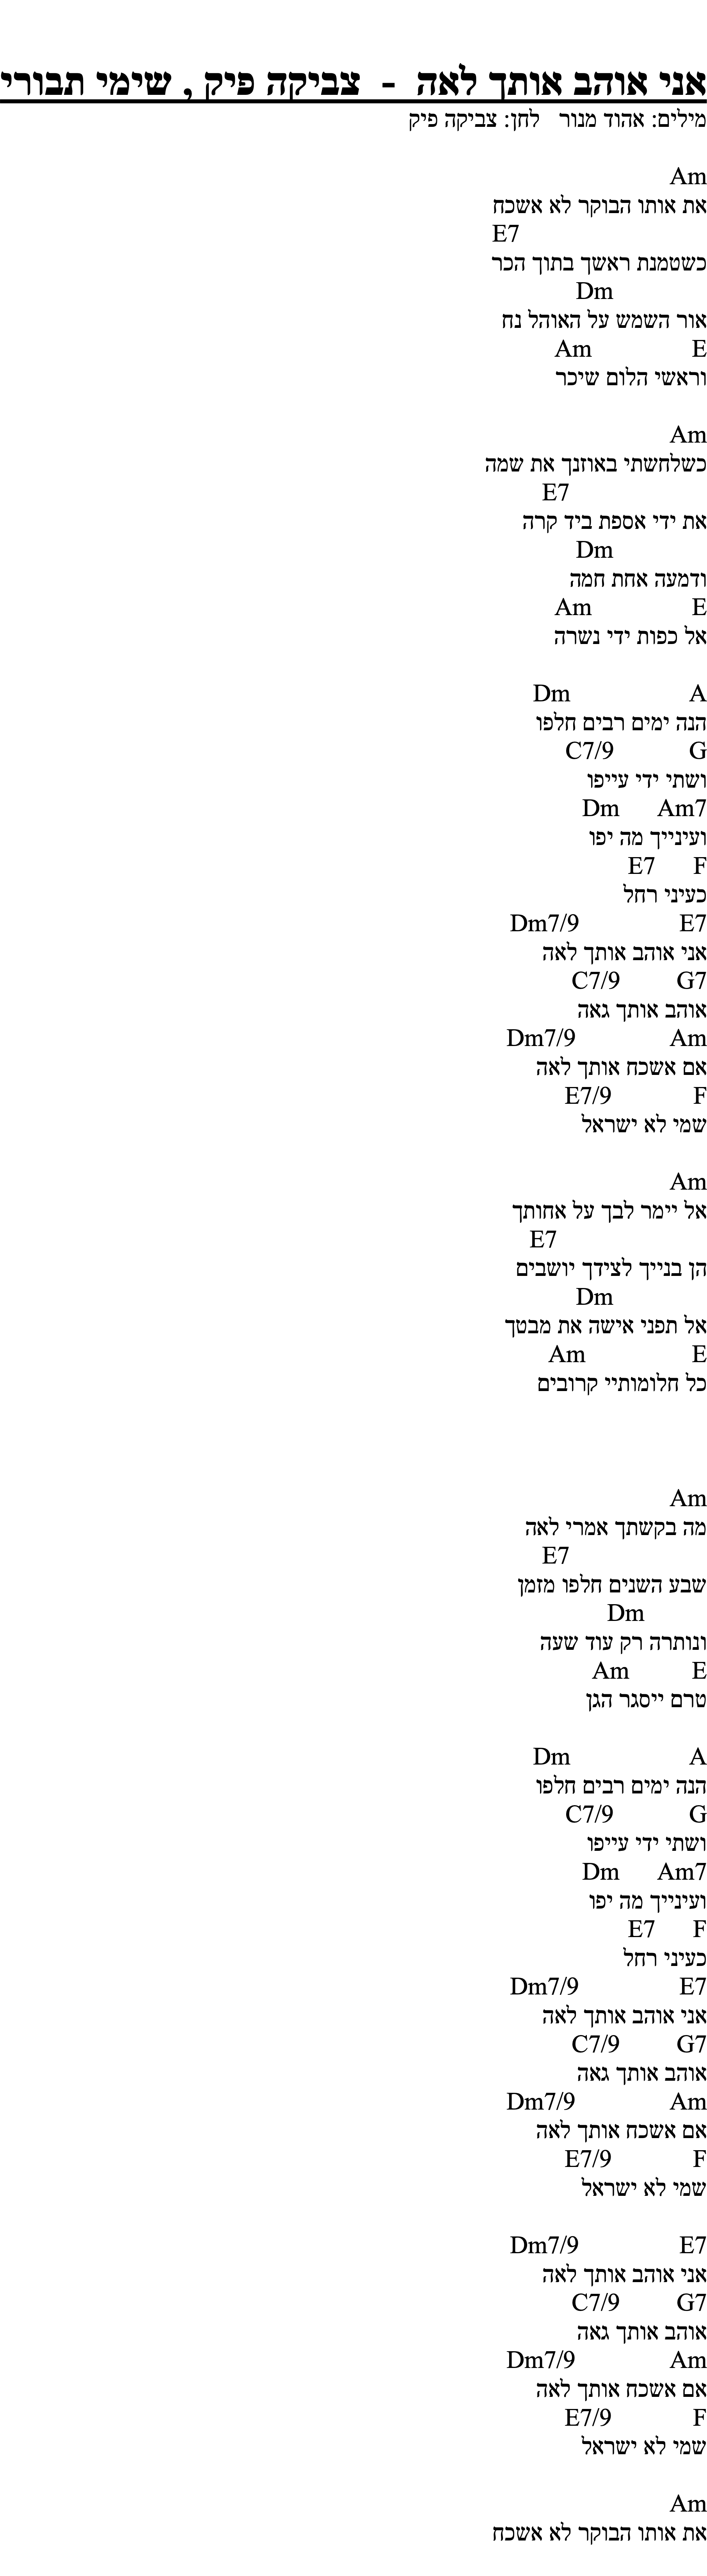 אני אוהב אותך לאה - צביקה פיק , שימי תבורי
מילים: אהוד מנור לחן: צביקה פיק
Am
את אותו הבוקר לא אשכח
E7
כשטמנת ראשך בתוך הכר
Dm
אור השמש על האוהל נח
E Am
וראשי הלום שיכר
Am
כשלחשתי באוזנך את שמה
E7
את ידי אספת ביד קרה
Dm
ודמעה אחת חמה
E Am
אל כפות ידי נשרה
A Dm
הנה ימים רבים חלפו
G C7/9
ושתי ידי עייפו
Am7 Dm
ועינייך מה יפו
F E7
כעיני רחל
E7 Dm7/9
אני אוהב אותך לאה
G7 C7/9
אוהב אותך גאה
Am Dm7/9
אם אשכח אותך לאה
F E7/9
שמי לא ישראל
Am
אל יימר לבך על אחותך
E7
הן בנייך לצידך יושבים
Dm
אל תפני אישה את מבטך
E Am
כל חלומותיי קרובים
Am
מה בקשתך אמרי לאה
E7
שבע השנים חלפו מזמן
Dm
ונותרה רק עוד שעה
E Am
טרם ייסגר הגן
A Dm
הנה ימים רבים חלפו
G C7/9
ושתי ידי עייפו
Am7 Dm
ועינייך מה יפו
F E7
כעיני רחל
E7 Dm7/9
אני אוהב אותך לאה
G7 C7/9
אוהב אותך גאה
Am Dm7/9
אם אשכח אותך לאה
F E7/9
שמי לא ישראל
E7 Dm7/9
אני אוהב אותך לאה
G7 C7/9
אוהב אותך גאה
Am Dm7/9
אם אשכח אותך לאה
F E7/9
שמי לא ישראל
Am
את אותו הבוקר לא אשכח